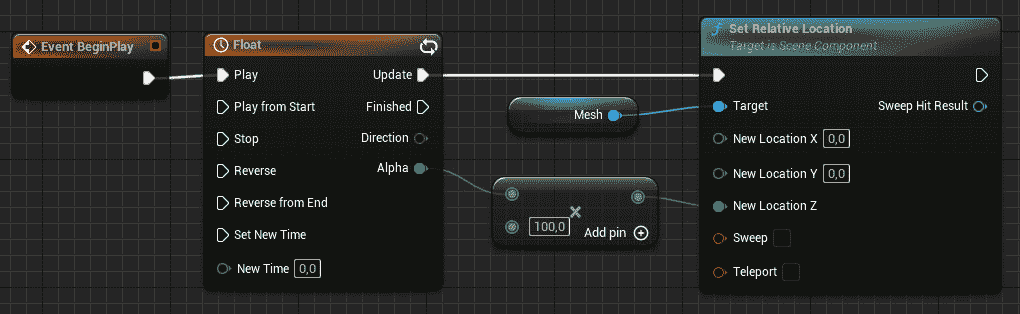 Event BeginPlay
Float
Play
Update
Play from Start
Finished
Stop
Direction
Reverse
Alpha
Reverse from End
Set New Time
New Time 0,0
Mesh
100,0
Add pin
f Set Relative Location
Target is Scene Component
Target
Sweep Hit Result
New Location X 0,0
New Location Y 0,0
New Location Z
Sweep
Teleport